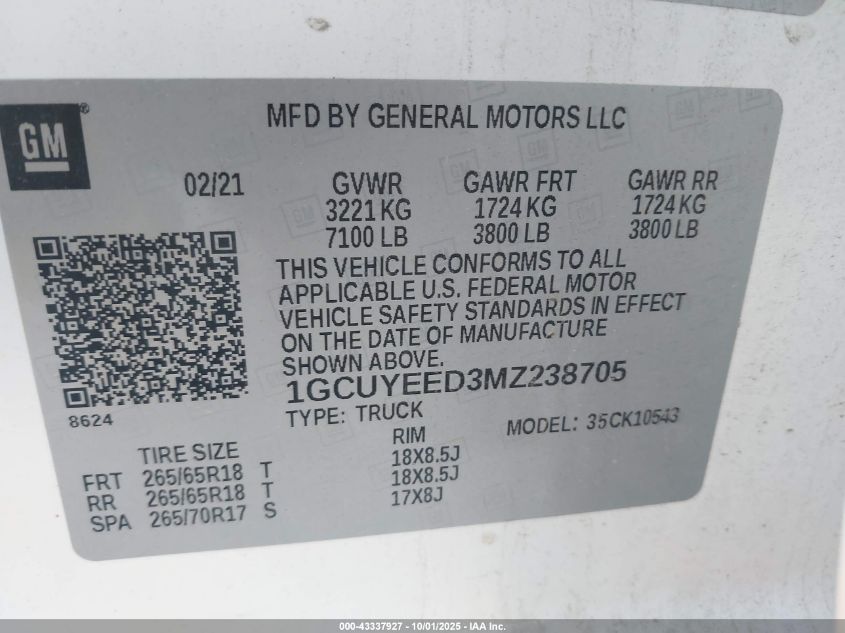 GM®
MFD BY GENERAL MOTORS LLC
02/21
GVWR GAWR FRT GAWR RR
3221 KG 1724 KG 1724 KG
7100 LB 3800 LB 3800 LB
THIS VEHICLE CONFORMS TO ALL
APPLICABLE U.S. FEDERAL MOTOR
VEHICLE SAFETY STANDARDS IN EFFECT
ON THE DATE OF MANUFACTURE
SHOWN ABOVE.
1GCUYEED3MZ238705
TYPE: TRUCK MODEL: 35CK10543
8624
TIRE SIZE RIM
FRT 265/65R18 T 18X8.5J
RR 265/65R18 T 18X8.5J
SPA 265/70R17 S 17X8J
000-43337927 - 10/01/2025 - IAA Inc.